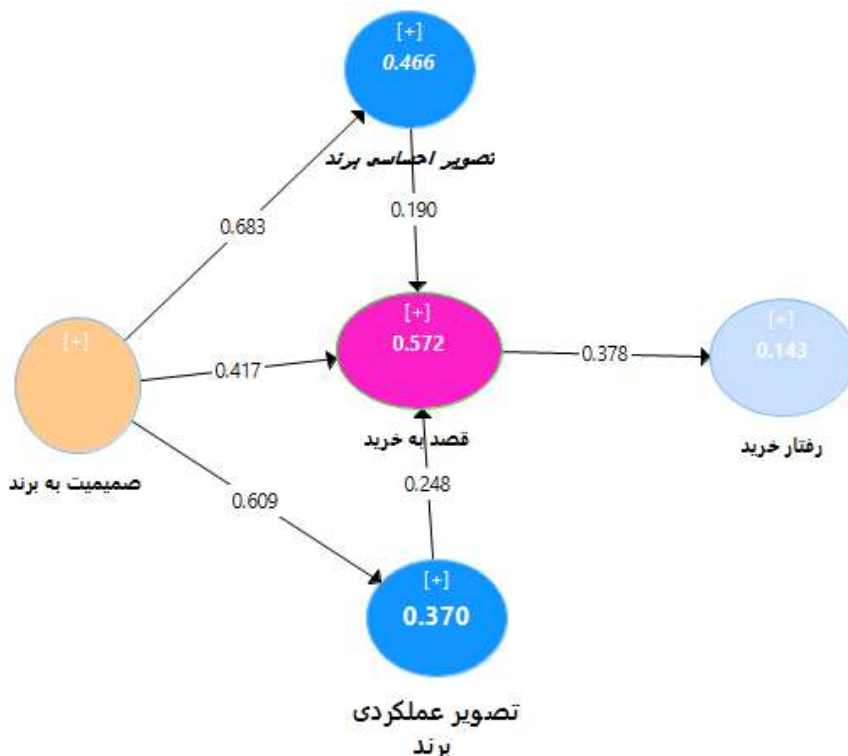 [+]
0.466
تصویر احساسی برند
0.190
0.683
[+]
صمیمیت به برند
0.417
[+]
0.572
قصد به خرید
0.378
[+]
0.143
رفتار خرید
0.609
0.248
[+]
0.370
تصویر عملکردی
برند